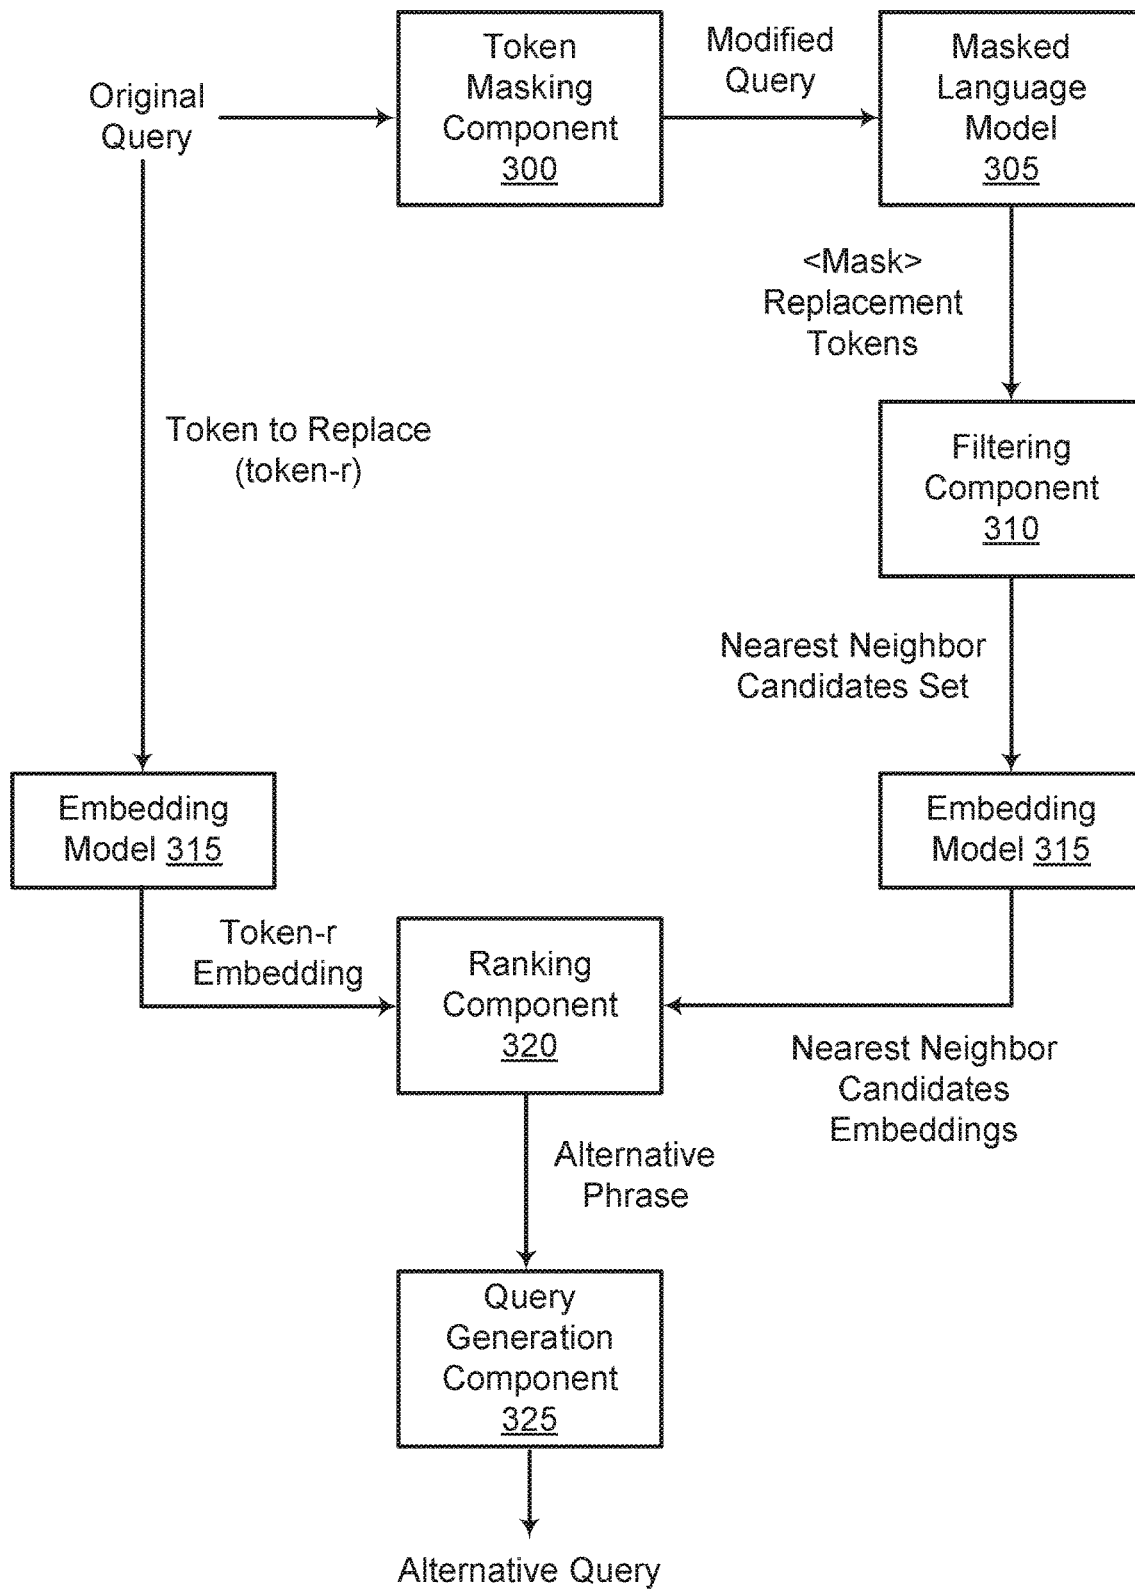 Original
Query
Token
Masking
Component
300
Modified
Query
Masked
Language
Model
305
<Mask>
Replacement
Tokens
Token to Replace
(token-r)
Filtering
Component
310
Nearest Neighbor
Candidates Set
Embedding
Model 315
Embedding
Model 315
Token-r
Embedding
Ranking
Component
320
Nearest Neighbor
Candidates
Embeddings
Alternative
Phrase
Query
Generation
Component
325
Alternative Query